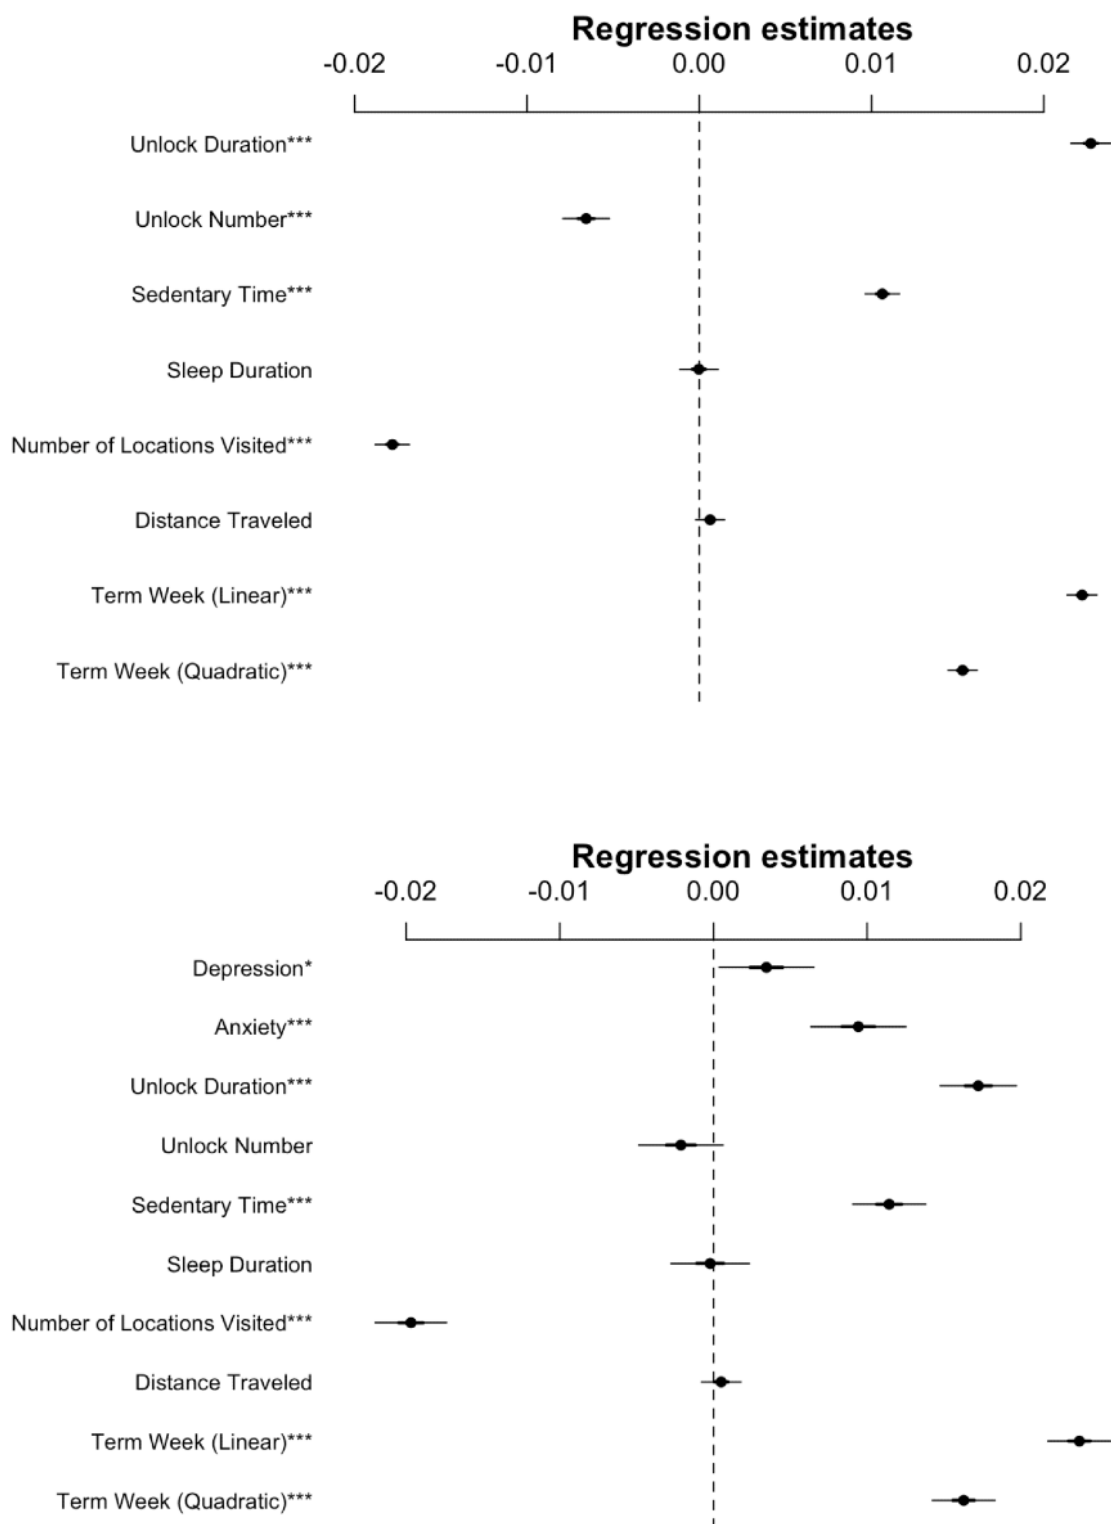 Regression estimates
-0.02 -0.01 0.00 0.01 0.02
Unlock Duration***
Unlock Number***
Sedentary Time***
Sleep Duration
Number of Locations Visited***
Distance Traveled
Term Week (Linear)***
Term Week (Quadratic)***
Regression estimates
-0.02 -0.01 0.00 0.01 0.02
Depression*
Anxiety***
Unlock Duration***
Unlock Number
Sedentary Time***
Sleep Duration
Number of Locations Visited***
Distance Traveled
Term Week (Linear)***
Term Week (Quadratic)***